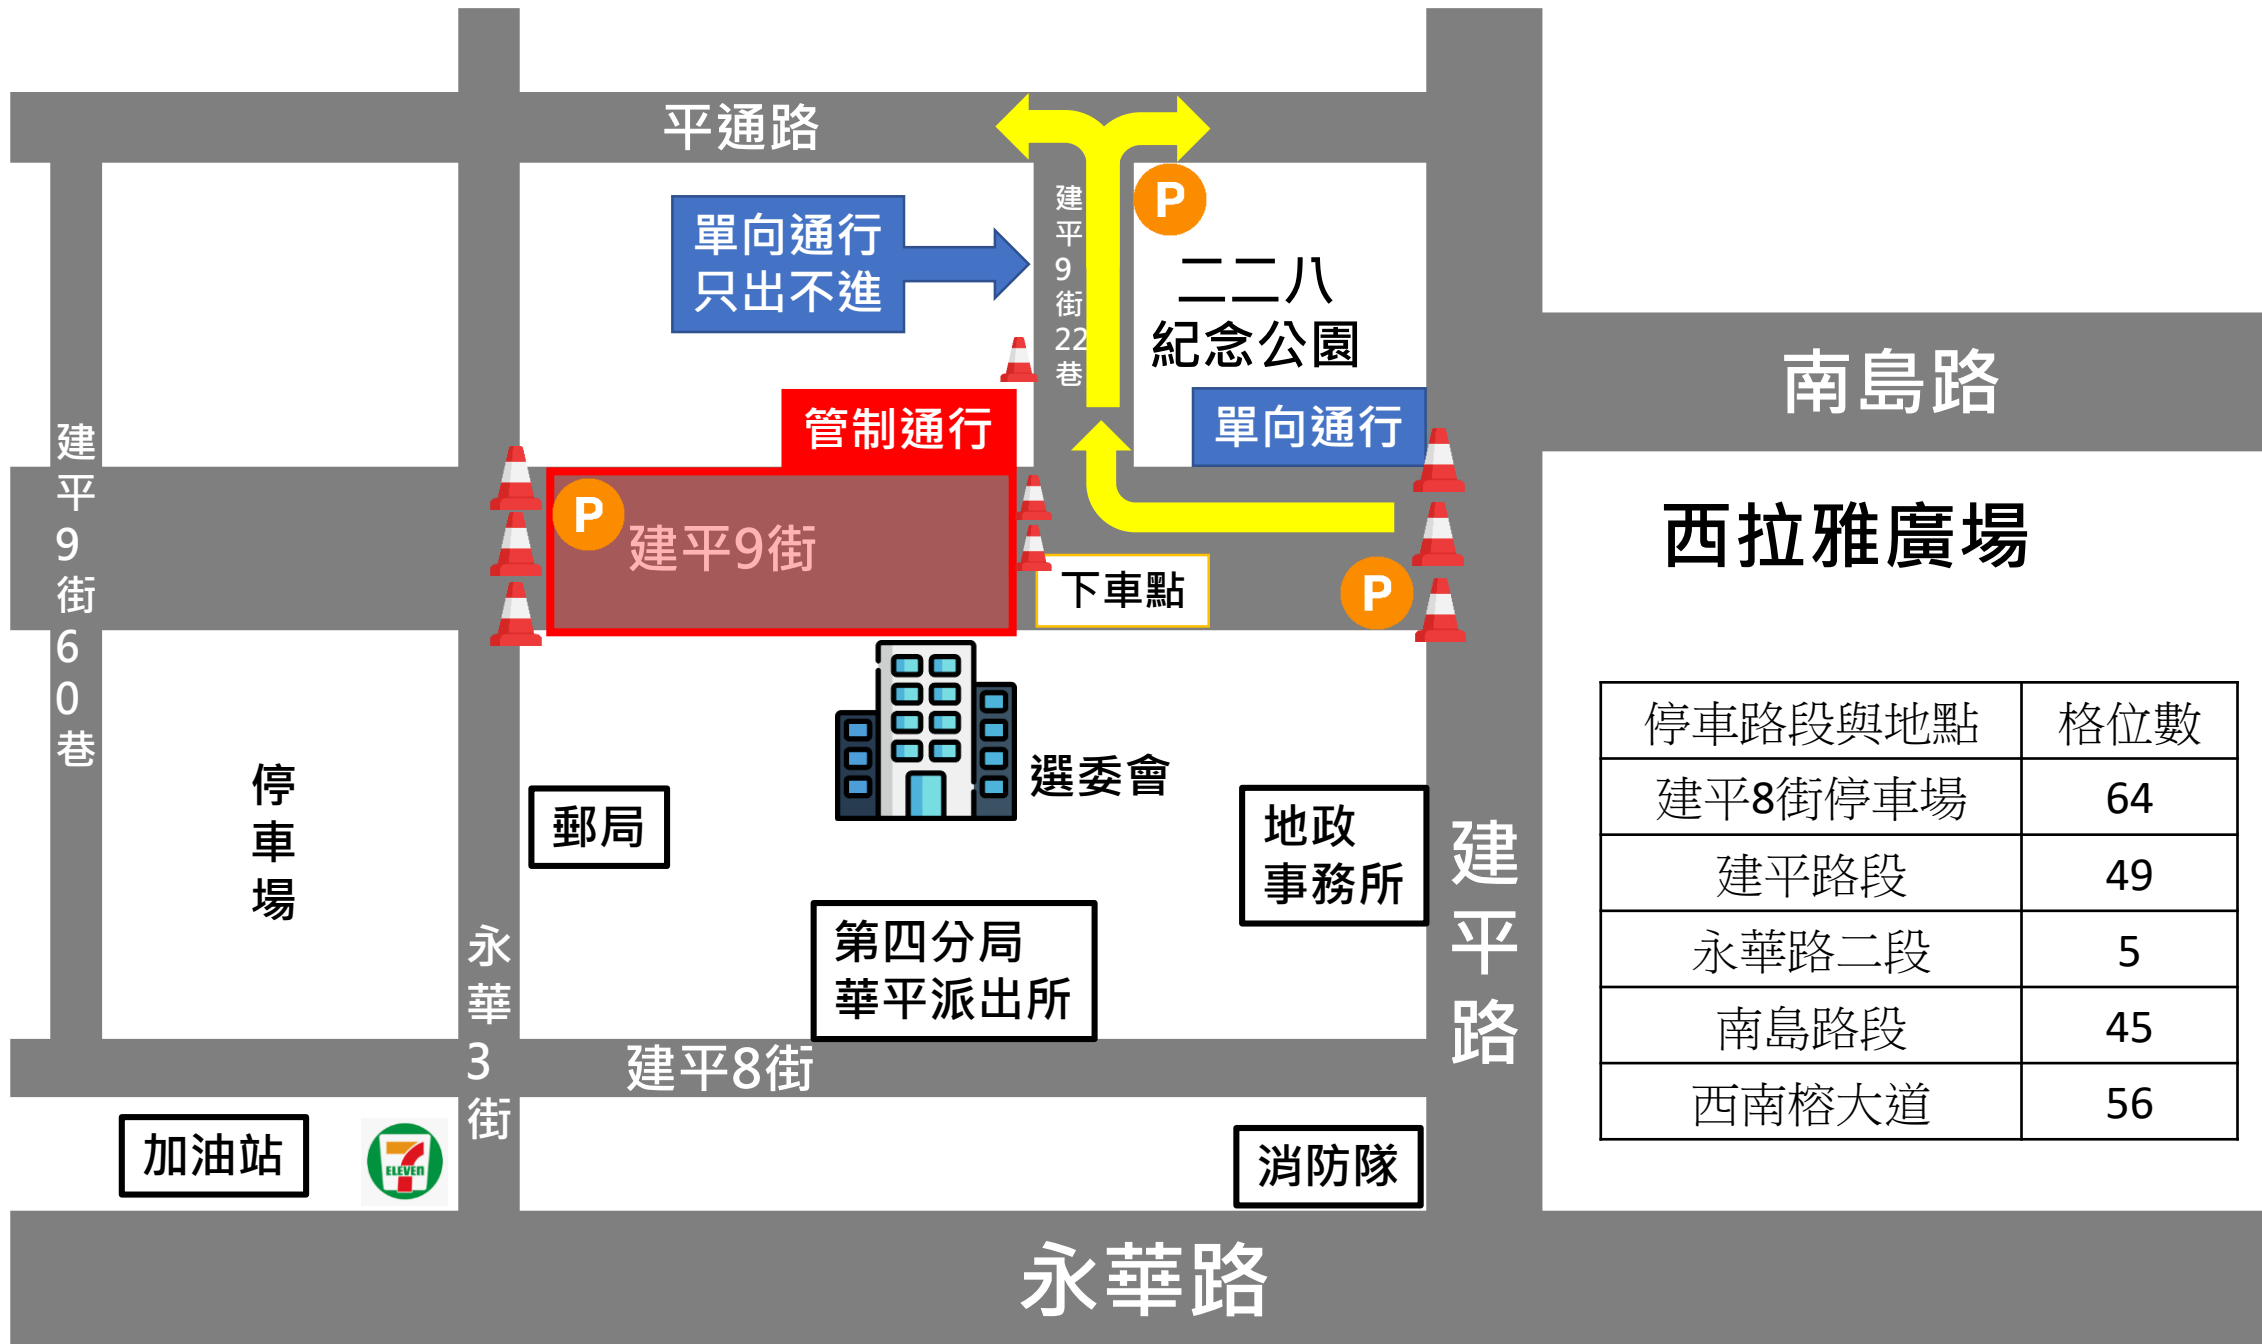 平通路
單向通行
只出不進
建平9街22巷
P
二二八
紀念公園
南島路
管制通行
單向通行
建平9街60巷
P
建平9街
下車點
P
西拉雅廣場
選委會
停車場
郵局
地政
事務所
第四分局
華平派出所
建平路
永華3街
建平8街
加油站
7
ELEVEn
消防隊
永華路
停車路段與地點 格位數
建平8街停車場 64
建平路段 49
永華路二段 5
南島路段 45
西南榕大道 56